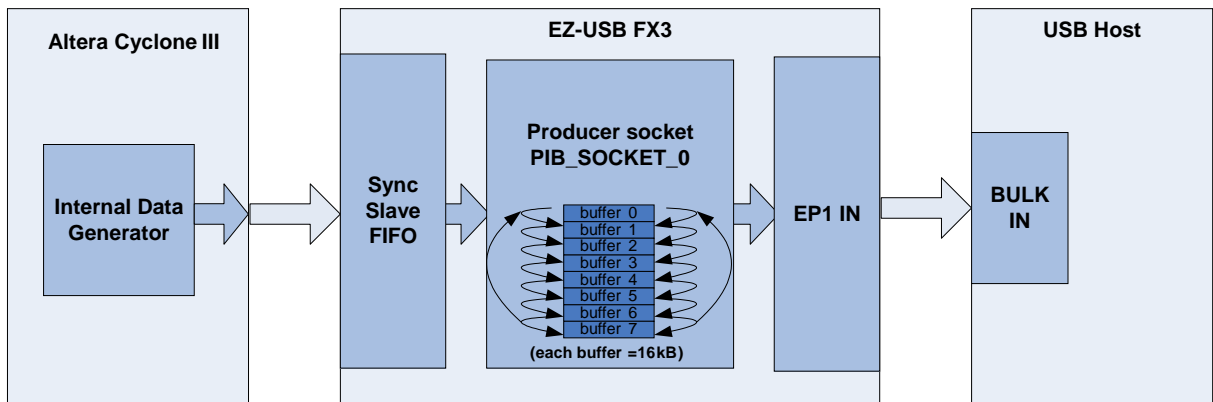 Altera Cyclone III
EZ-USB FX3
USB Host
Internal Data
Generator
Sync
Slave
FIFO
Producer socket
PIB_SOCKET_0
buffer 0
buffer 1
buffer 2
buffer 3
buffer 4
buffer 5
buffer 6
buffer 7
(each buffer =16kB)
EP1 IN
BULK
IN